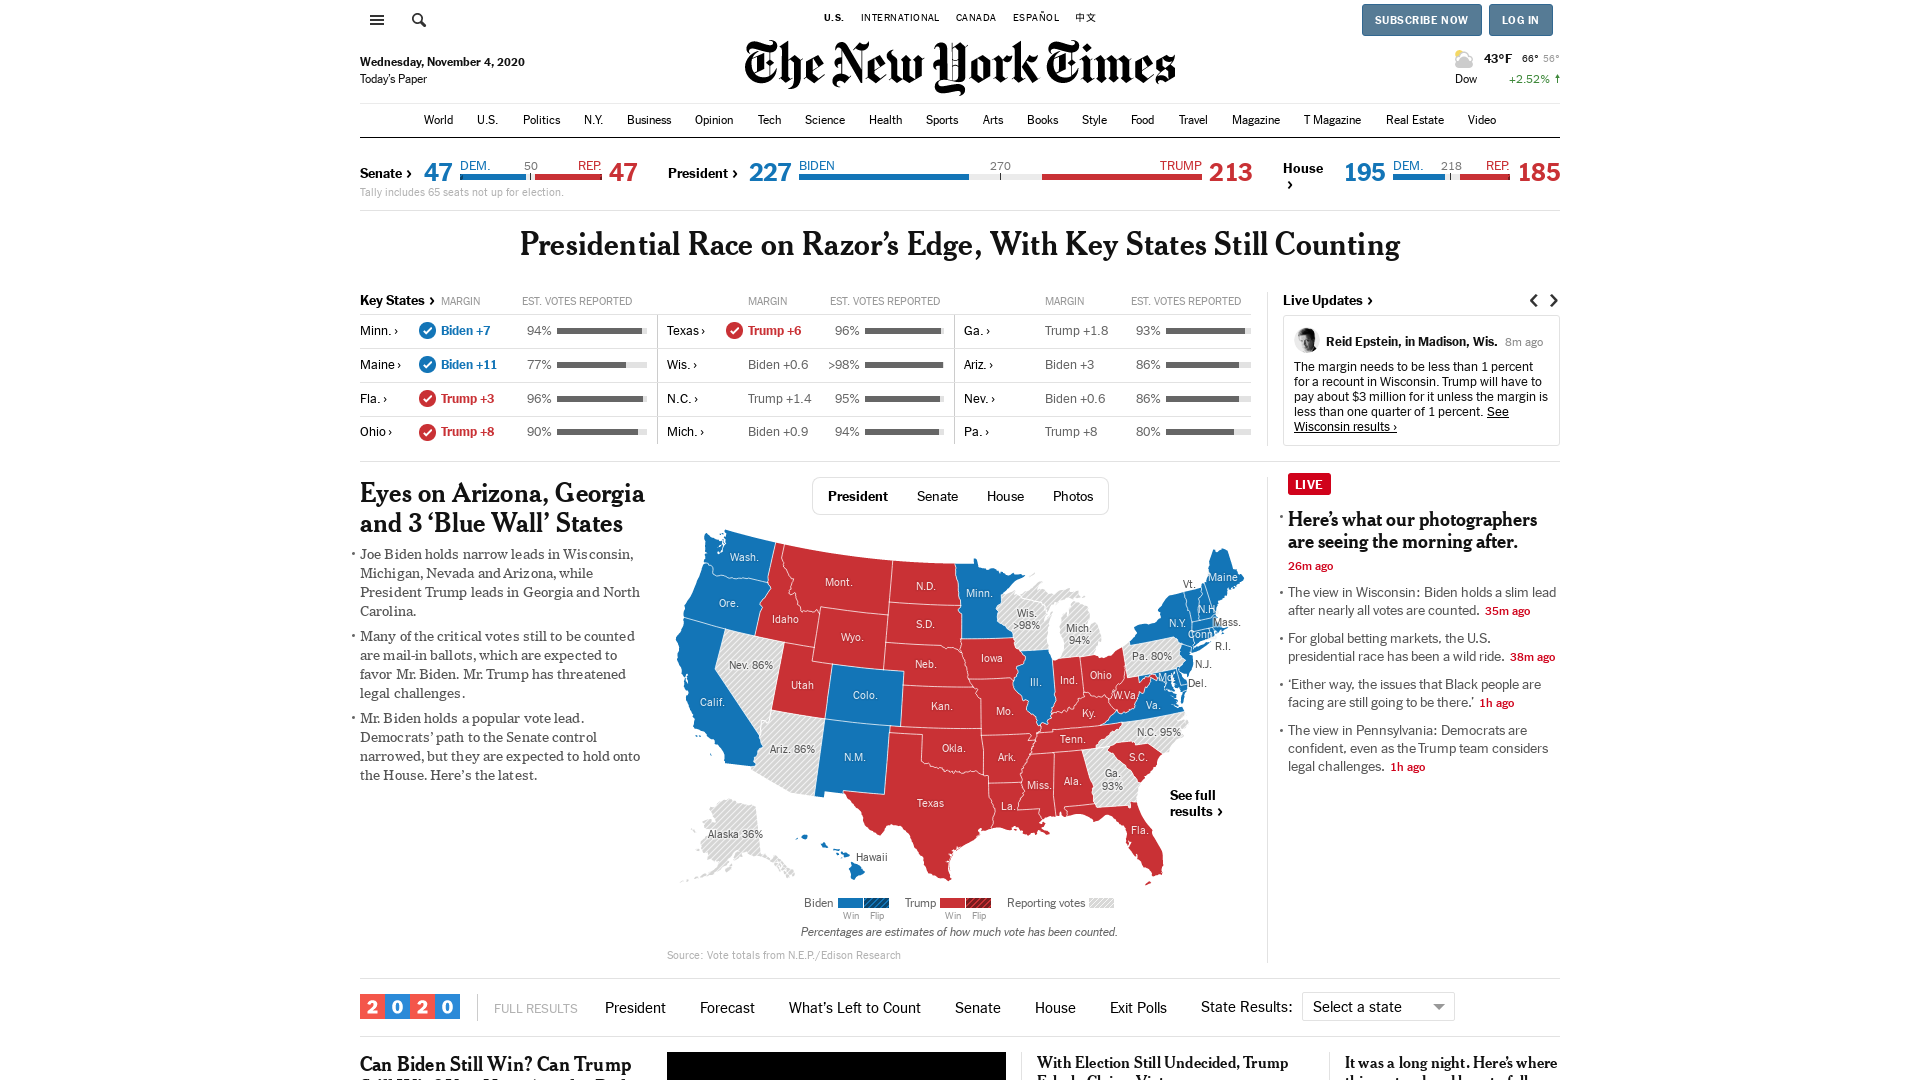 U.S. INTERNATIONAL CANADA ESPAÑOL 中文
SUBSCRIBE NOW LOG IN
Wednesday, November 4, 2020
Today's Paper
The New York Times
43°F 66° 56°
Dow +2.52% ↑
World U.S. Politics N.Y. Business Opinion Tech Science Health Sports Arts Books Style Food Travel Magazine T Magazine Real Estate Video
Senate › 47 DEM. 50 REP. 47
Tally includes 65 seats not up for election.
President › 227 BIDEN 270 TRUMP 213
House › 195 DEM. 218 REP. 185
Presidential Race on Razor's Edge, With Key States Still Counting
Key States › MARGIN EST. VOTES REPORTED MARGIN EST. VOTES REPORTED MARGIN EST. VOTES REPORTED
Minn. › Biden +7 94% Texas › Trump +6 96% Ga. › Trump +1.8 93%
Maine › Biden +11 77% Wis. › Biden +0.6 >98% Ariz. › Biden +3 86%
Fla. › Trump +3 96% N.C. › Trump +1.4 95% Nev. › Biden +0.6 86%
Ohio › Trump +8 90% Mich. › Biden +0.9 94% Pa. › Trump +8 80%
Live Updates ›
Reid Epstein, in Madison, Wis. 8m ago
The margin needs to be less than 1 percent
for a recount in Wisconsin. Trump will have to
pay about $3 million for it unless the margin is
less than one quarter of 1 percent. See
Wisconsin results ›
Eyes on Arizona, Georgia
and 3 'Blue Wall' States
• Joe Biden holds narrow leads in Wisconsin,
Michigan, Nevada and Arizona, while
President Trump leads in Georgia and North
Carolina.
• Many of the critical votes still to be counted
are mail-in ballots, which are expected to
favor Mr. Biden. Mr. Trump has threatened
legal challenges.
• Mr. Biden holds a popular vote lead.
Democrats' path to the Senate control
narrowed, but they are expected to hold onto
the House. Here's the latest.
President Senate House Photos
Wash.
Mont.
N.D.
Minn.
Vt.
Maine
Ore.
Idaho
S.D.
Wis.
>98%
Mich.
94%
N.Y.
N.H.
Mass.
Wyo.
Conn.
R.I.
Nev. 86%
Neb.
Iowa
Pa. 80%
N.J.
Utah
Colo.
Ill.
Ind.
Ohio
Md.
Del.
Calif.
Kan.
Mo.
W.Va.
Ky.
Va.
Ariz. 86%
N.M.
Okla.
Ark.
Tenn.
N.C. 95%
S.C.
Texas
La.
Miss.
Ala.
Ga.
93%
Fla.
Alaska 36%
Hawaii
See full
results ›
Biden Trump Reporting votes
Win Flip Win Flip
Percentages are estimates of how much vote has been counted.
Source: Vote totals from N.E.P./Edison Research
LIVE
• Here's what our photographers
are seeing the morning after.
26m ago
• The view in Wisconsin: Biden holds a slim lead
after nearly all votes are counted. 35m ago
• For global betting markets, the U.S.
presidential race has been a wild ride. 38m ago
• 'Either way, the issues that Black people are
facing are still going to be there.' 1h ago
• The view in Pennsylvania: Democrats are
confident, even as the Trump team considers
legal challenges. 1h ago
2020 FULL RESULTS President Forecast What's Left to Count Senate House Exit Polls State Results: Select a state
Can Biden Still Win? Can Trump
With Election Still Undecided, Trump
It was a long night. Here's where